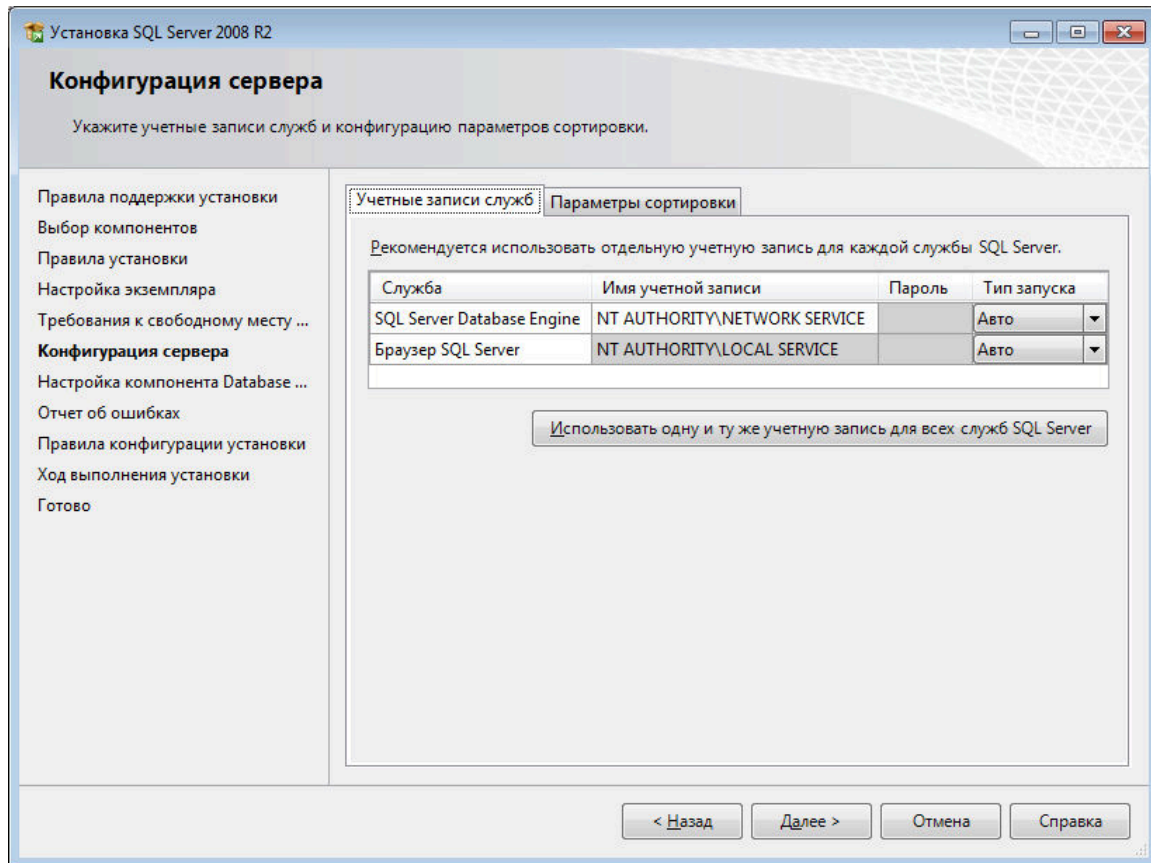 Установка SQL Server 2008 R2
Конфигурация сервера
Укажите учетные записи служб и конфигурацию параметров сортировки.
Правила поддержки установки
Выбор компонентов
Правила установки
Настройка экземпляра
Требования к свободному месту ...
Конфигурация сервера
Настройка компонента Database ...
Отчет об ошибках
Правила конфигурации установки
Ход выполнения установки
Готово
Учетные записи служб Параметры сортировки
Рекомендуется использовать отдельную учетную запись для каждой службы SQL Server.
Служба Имя учетной записи Пароль Тип запуска
SQL Server Database Engine NT AUTHORITY\NETWORK SERVICE Авто
Браузер SQL Server NT AUTHORITY\LOCAL SERVICE Авто
Использовать одну и ту же учетную запись для всех служб SQL Server
< Назад Далее > Отмена Справка